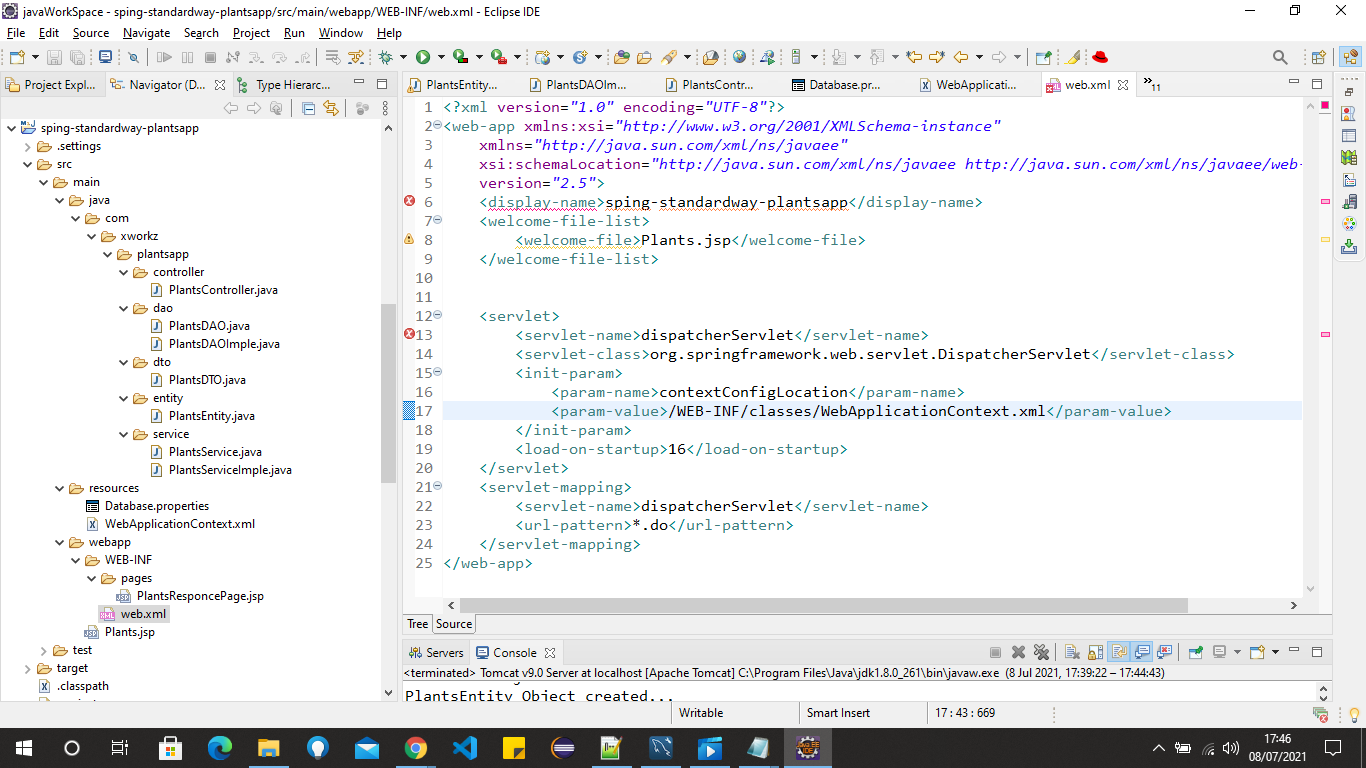 javaWorkSpace - sping-standardway-plantsapp/src/main/webapp/WEB-INF/web.xml - Eclipse IDE
File Edit Source Navigate Search Project Run Window Help
Project Expl... Navigator (D... Type Hierarc...
sping-standardway-plantsapp
.settings
src
main
java
com
xworkz
plantsapp
controller
PlantsController.java
dao
PlantsDAO.java
PlantsDAOImple.java
dto
PlantsDTO.java
entity
PlantsEntity.java
service
PlantsService.java
PlantsServiceImple.java
resources
Database.properties
WebApplicationContext.xml
webapp
WEB-INF
pages
PlantsResponcePage.jsp
web.xml
Plants.jsp
test
target
.classpath
PlantsEntity.... PlantsDAOIm... PlantsContr... Database.pr... WebApplicati... web.xml 11
1 <?xml version="1.0" encoding="UTF-8"?>
2 <web-app xmlns:xsi="http://www.w3.org/2001/XMLSchema-instance"
3 xmlns="http://java.sun.com/xml/ns/javaee"
4 xsi:schemaLocation="http://java.sun.com/xml/ns/javaee http://java.sun.com/xml/ns/javaee/web-
5 version="2.5">
6 <display-name>sping-standardway-plantsapp</display-name>
7 <welcome-file-list>
8 <welcome-file>Plants.jsp</welcome-file>
9 </welcome-file-list>
10
11
12 <servlet>
13 <servlet-name>dispatcherServlet</servlet-name>
14 <servlet-class>org.springframework.web.servlet.DispatcherServlet</servlet-class>
15 <init-param>
16 <param-name>contextConfigLocation</param-name>
17 <param-value>/WEB-INF/classes/WebApplicationContext.xml</param-value>
18 </init-param>
19 <load-on-startup>16</load-on-startup>
20 </servlet>
21 <servlet-mapping>
22 <servlet-name>dispatcherServlet</servlet-name>
23 <url-pattern>*.do</url-pattern>
24 </servlet-mapping>
25 </web-app>
Tree Source
Servers Console
<terminated> Tomcat v9.0 Server at localhost [Apache Tomcat] C:\Program Files\Java\jdk1.8.0_261\bin\javaw.exe (8 Jul 2021, 17:39:22 – 17:44:43)
PlantsEntity Object created...
Writable Smart Insert 17 : 43 : 669
17:46
08/07/2021